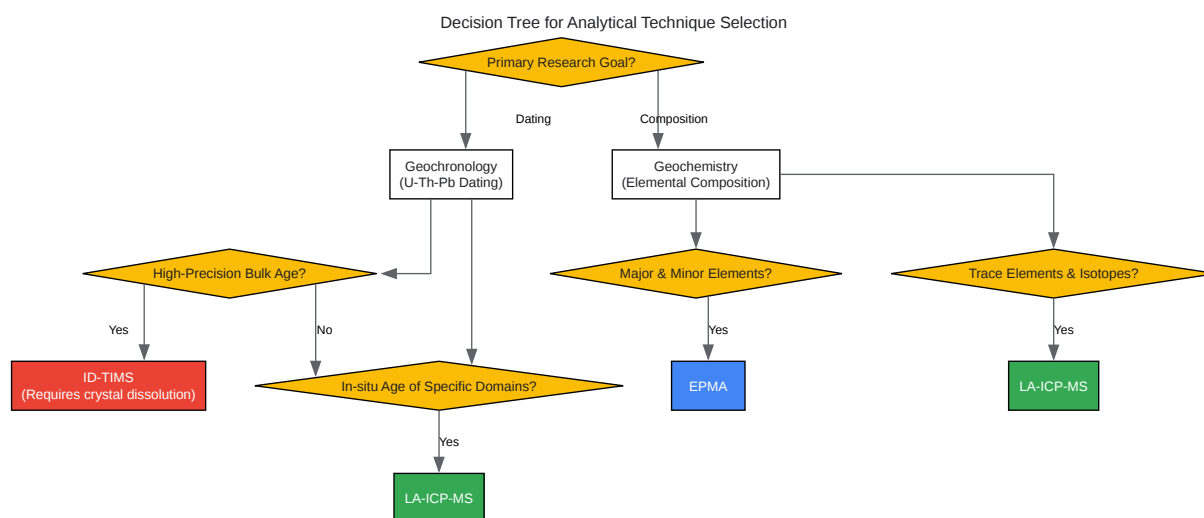 Decision Tree for Analytical Technique Selection
Primary Research Goal?
Dating
Composition
Geochronology
(U-Th-Pb Dating)
Geochemistry
(Elemental Composition)
High-Precision Bulk Age?
Major & Minor Elements?
Trace Elements & Isotopes?
Yes
No
Yes
Yes
ID-TIMS
(Requires crystal dissolution)
In-situ Age of Specific Domains?
EPMA
LA-ICP-MS
Yes
LA-ICP-MS